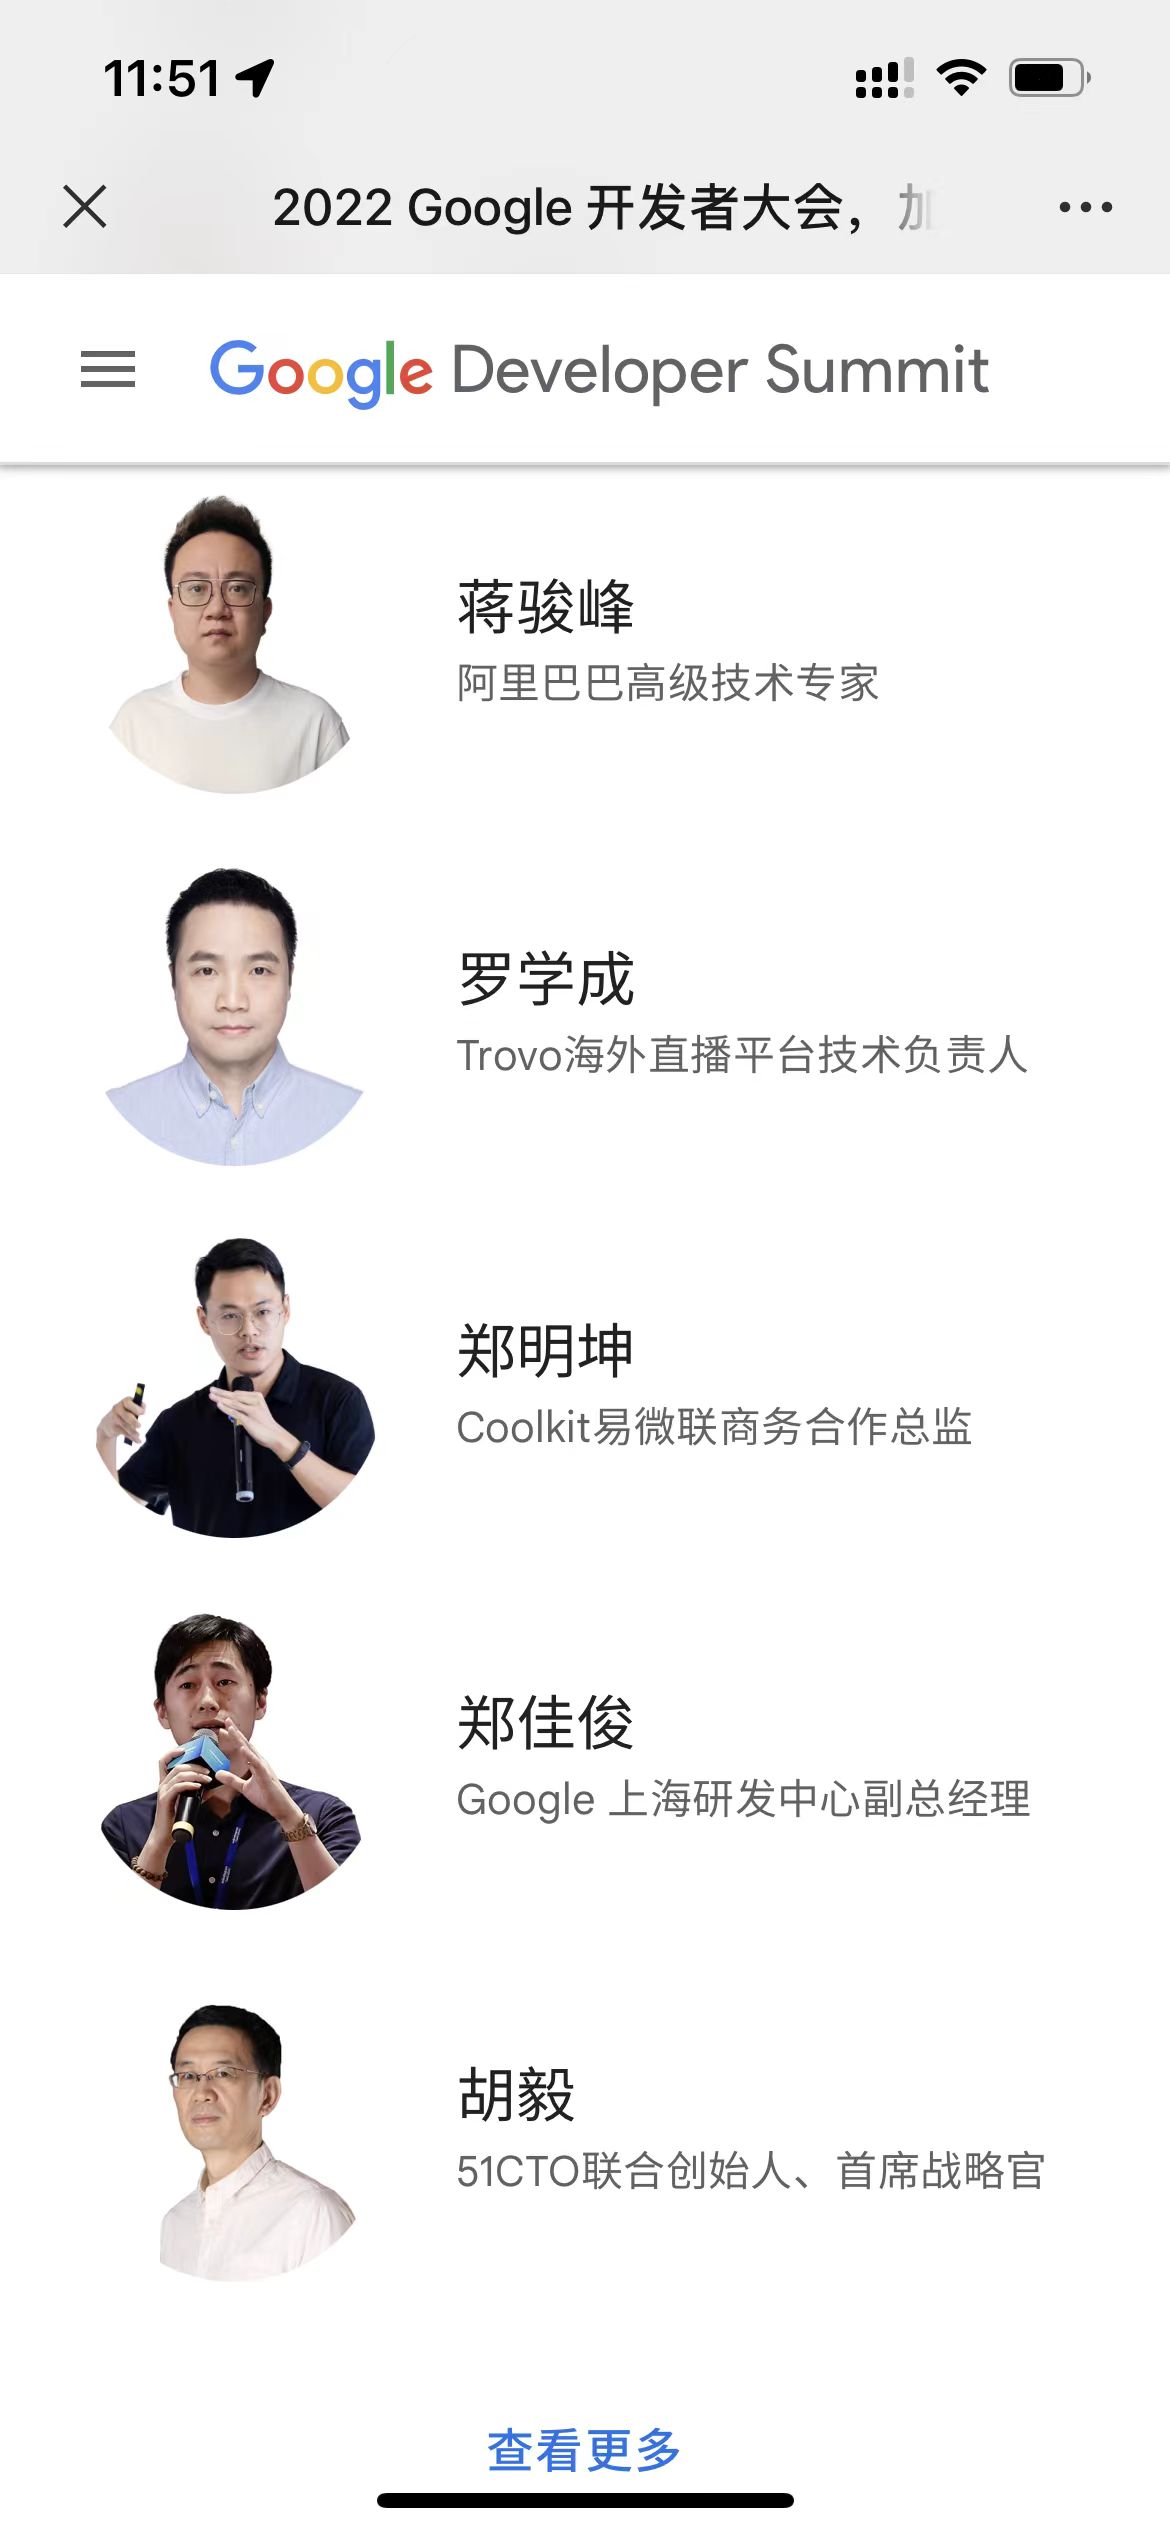 11:51
2022 Google 开发者大会，加
Google Developer Summit
蒋骏峰
阿里巴巴高级技术专家
罗学成
Trovo海外直播平台技术负责人
郑明坤
Coolkit易微联商务合作总监
郑佳俊
Google 上海研发中心副总经理
胡毅
51CTO联合创始人、首席战略官
查看更多